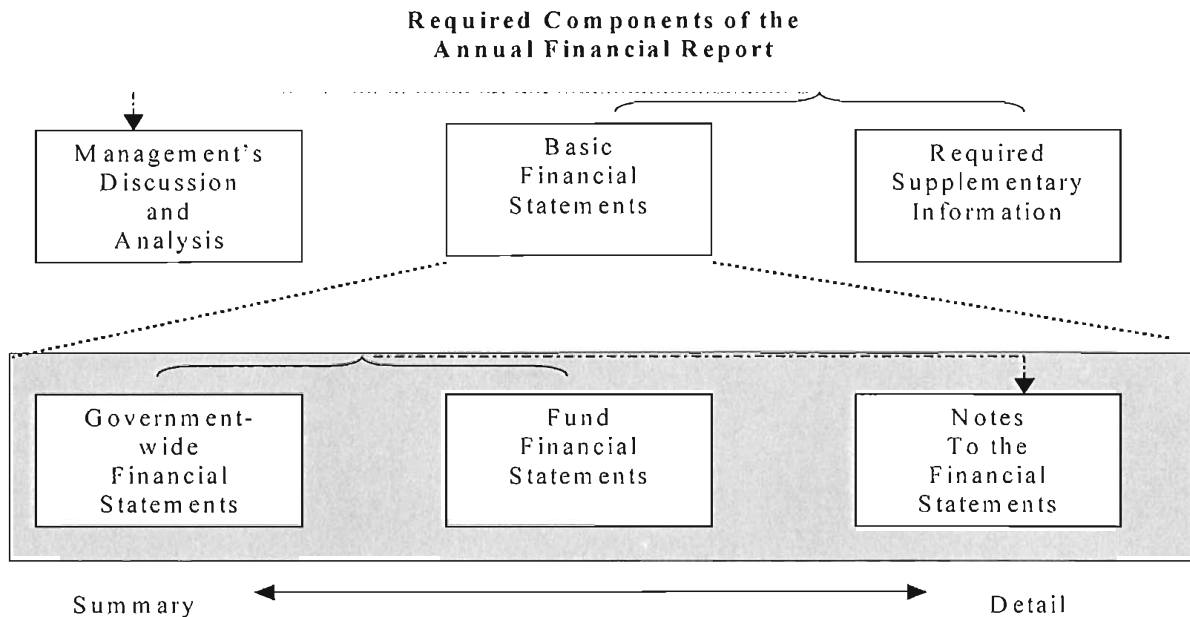 Required Components of the
Annual Financial Report
Management's
Discussion
and
Analysis
Basic
Financial
Statements
Required
Supplementary
Information
Government-
wide
Financial
Statements
Fund
Financial
Statements
Notes
To the
Financial
Statements
Summary
Detail